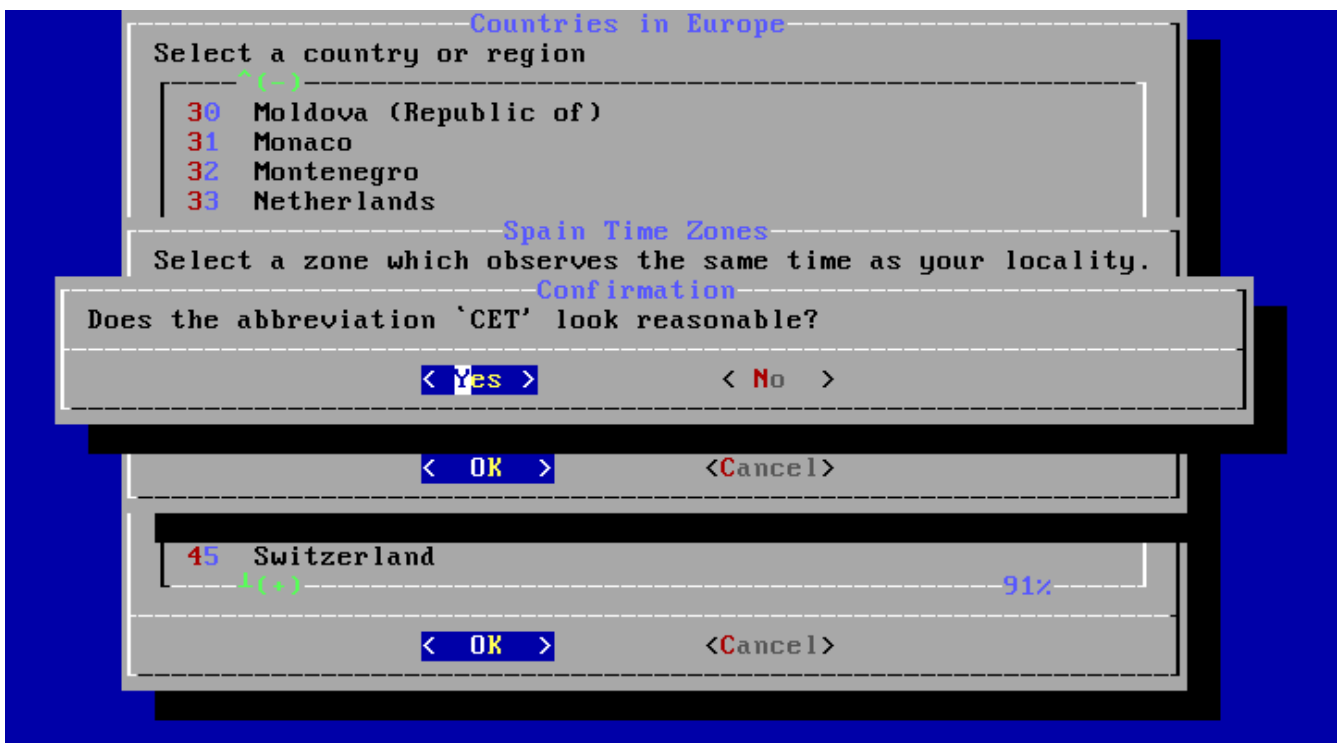 Countries in Europe
Select a country or region
^(-)
30 Moldova (Republic of)
31 Monaco
32 Montenegro
33 Netherlands
Spain Time Zones
Select a zone which observes the same time as your locality.
Confirmation
Does the abbreviation `CET' look reasonable?
< Yes > < No >
< OK > <Cancel>
45 Switzerland
┴(+) 91%
< OK > <Cancel>